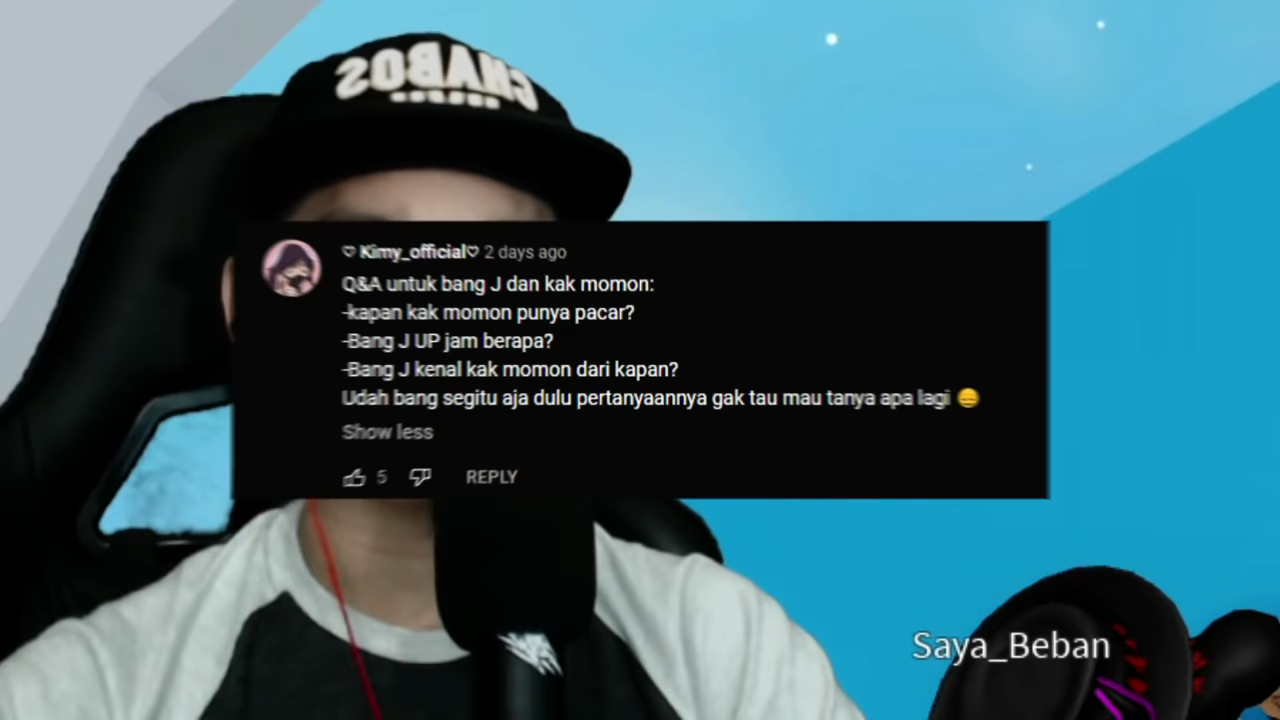 CHABOS
♡ Kimy_official♡ 2 days ago
Q&A untuk bang J dan kak momon:
-kapan kak momon punya pacar?
-Bang J UP jam berapa?
-Bang J kenal kak momon dari kapan?
Udah bang segitu aja dulu pertanyaannya gak tau mau tanya apa lagi 😄
Show less
5
REPLY
Saya_Beban